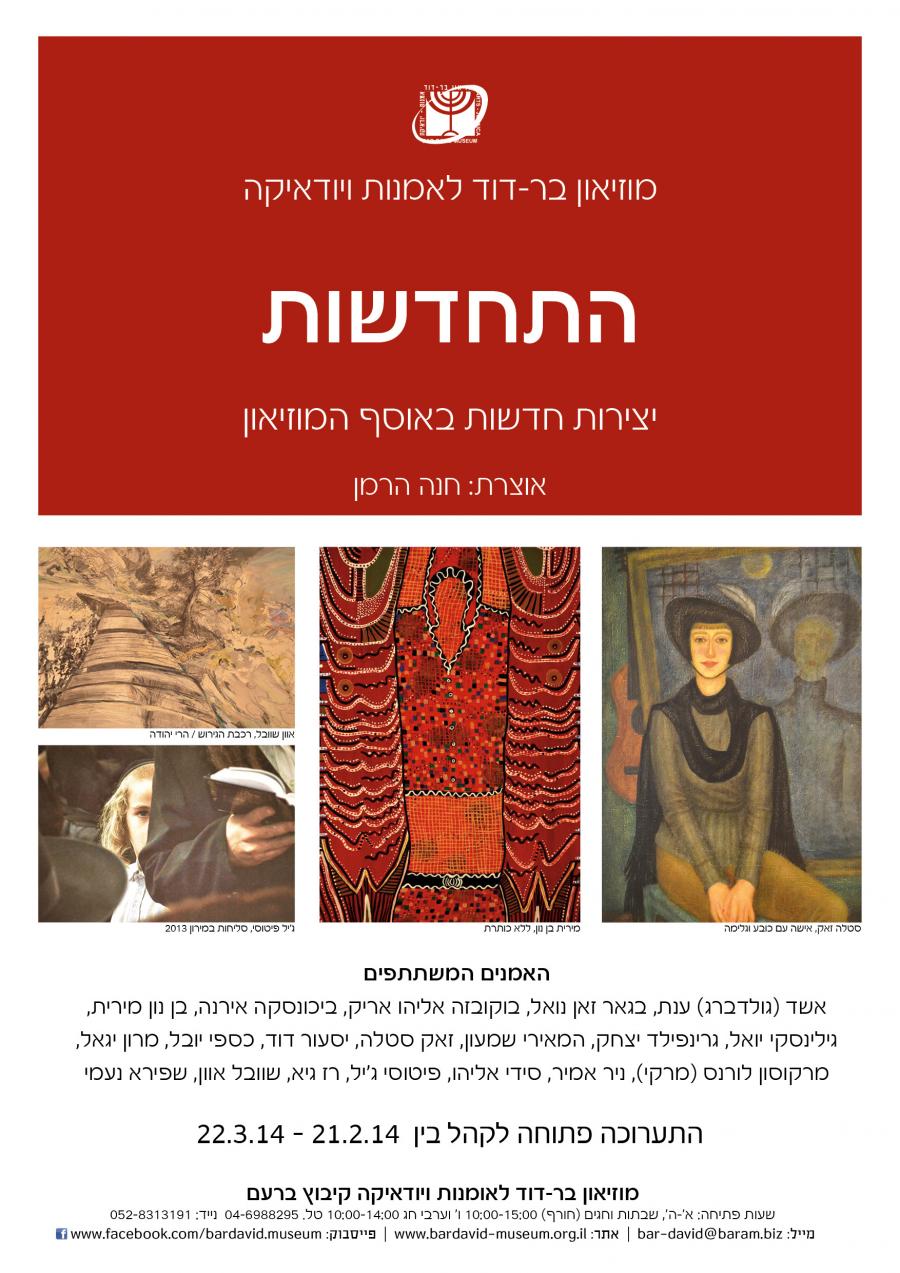 בר-דוד
MUSEUM
מוזיאון בר-דוד לאמנות ויודאיקה
התחדשות
יצירות חדשות באוסף המוזיאון
אוצרת: חנה הרמן
סטלה זאק, אישה עם כובע וגלימה
מירית בן נון, ללא כותרת
אוון שוובל, רכבת הגירוש / הרי יהודה
ג'יל פיטוסי, סליחות במירון 2013
האמנים המשתתפים
אשד (גולדברג) ענת, בגאר זאן נואל, בוקובזה אליהו אריק, ביכונסקה אירנה, בן נון מירית,
גילינסקי יואל, גרינפילד יצחק, המאירי שמעון, זאק סטלה, יסעור דוד, כספי יובל, מרון יגאל,
מרקוסון לורנס (מרקי), ניר אמיר, סידי אליהו, פיטוסי ג'יל, רז גיא, שוובל אוון, שפירא נעמי
התערוכה פתוחה לקהל בין 21.2.14 - 22.3.14
מוזיאון בר-דוד לאומנות ויודאיקה קיבוץ ברעם
שעות פתיחה: א'-ה', שבתות וחגים (חורף) 10:00-15:00 ו' וערבי חג 10:00-14:00 טל. 04-6988295 נייד: 052-8313191
מייל: bar-david@baram.biz | אתר: www.bardavid-museum.org.il | פייסבוק: www.facebook.com/bardavid.museum